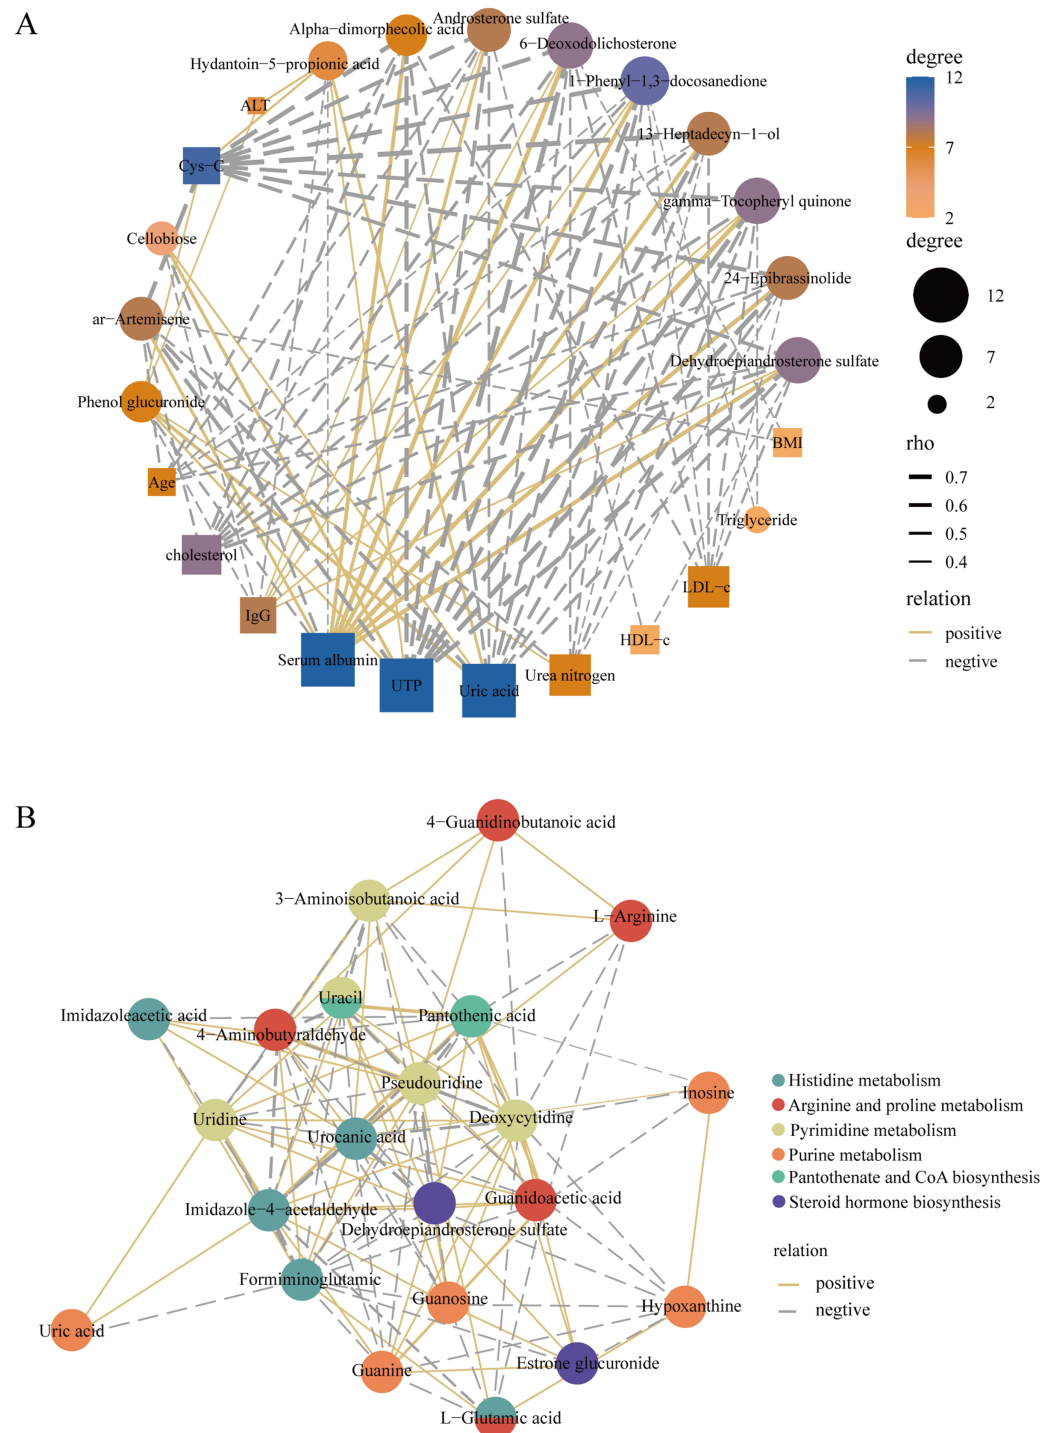 A
Androsterone sulfate
Alpha−dimorphecolic acid
6−Deoxodolichosterone
Hydantoin−5−propionic acid
1−Phenyl−1,3−docosanedione
ALT
13−Heptadecyn−1−ol
Cys−C
gamma−Tocopheryl quinone
Cellobiose
24−Epibrassinolide
ar−Artemisene
Dehydroepiandrosterone sulfate
Phenol glucuronide
BMI
Age
Triglyceride
cholesterol
LDL−c
IgG
HDL−c
Serum albumin
UTP
Uric acid
Urea nitrogen
degree
12
7
2
degree
12
7
2
rho
0.7
0.6
0.5
0.4
relation
positive
negtive
B
4−Guanidinobutanoic acid
3−Aminoisobutanoic acid
L−Arginine
Uracil
Imidazoleacetic acid
Pantothenic acid
4−Aminobutyraldehyde
Pseudouridine
Inosine
Uridine
Deoxycytidine
Urocanic acid
Guanidoacetic acid
Imidazole−4−acetaldehyde
Dehydroepiandrosterone sulfate
Formiminoglutamic
Guanosine
Hypoxanthine
Uric acid
Guanine
Estrone glucuronide
L−Glutamic acid
Histidine metabolism
Arginine and proline metabolism
Pyrimidine metabolism
Purine metabolism
Pantothenate and CoA biosynthesis
Steroid hormone biosynthesis
relation
positive
negtive